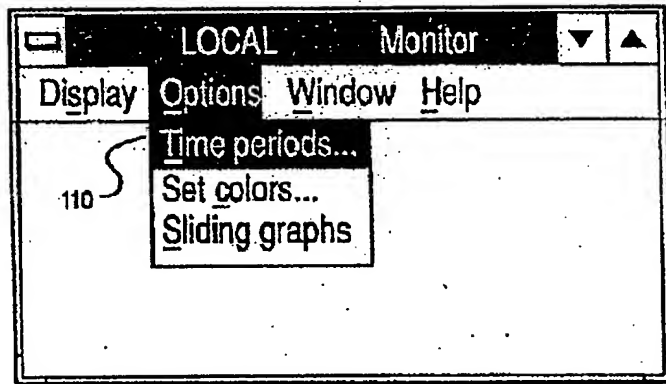 LOCAL Monitor
Display Options Window Help
Time periods...
110
Set colors...
Sliding graphs